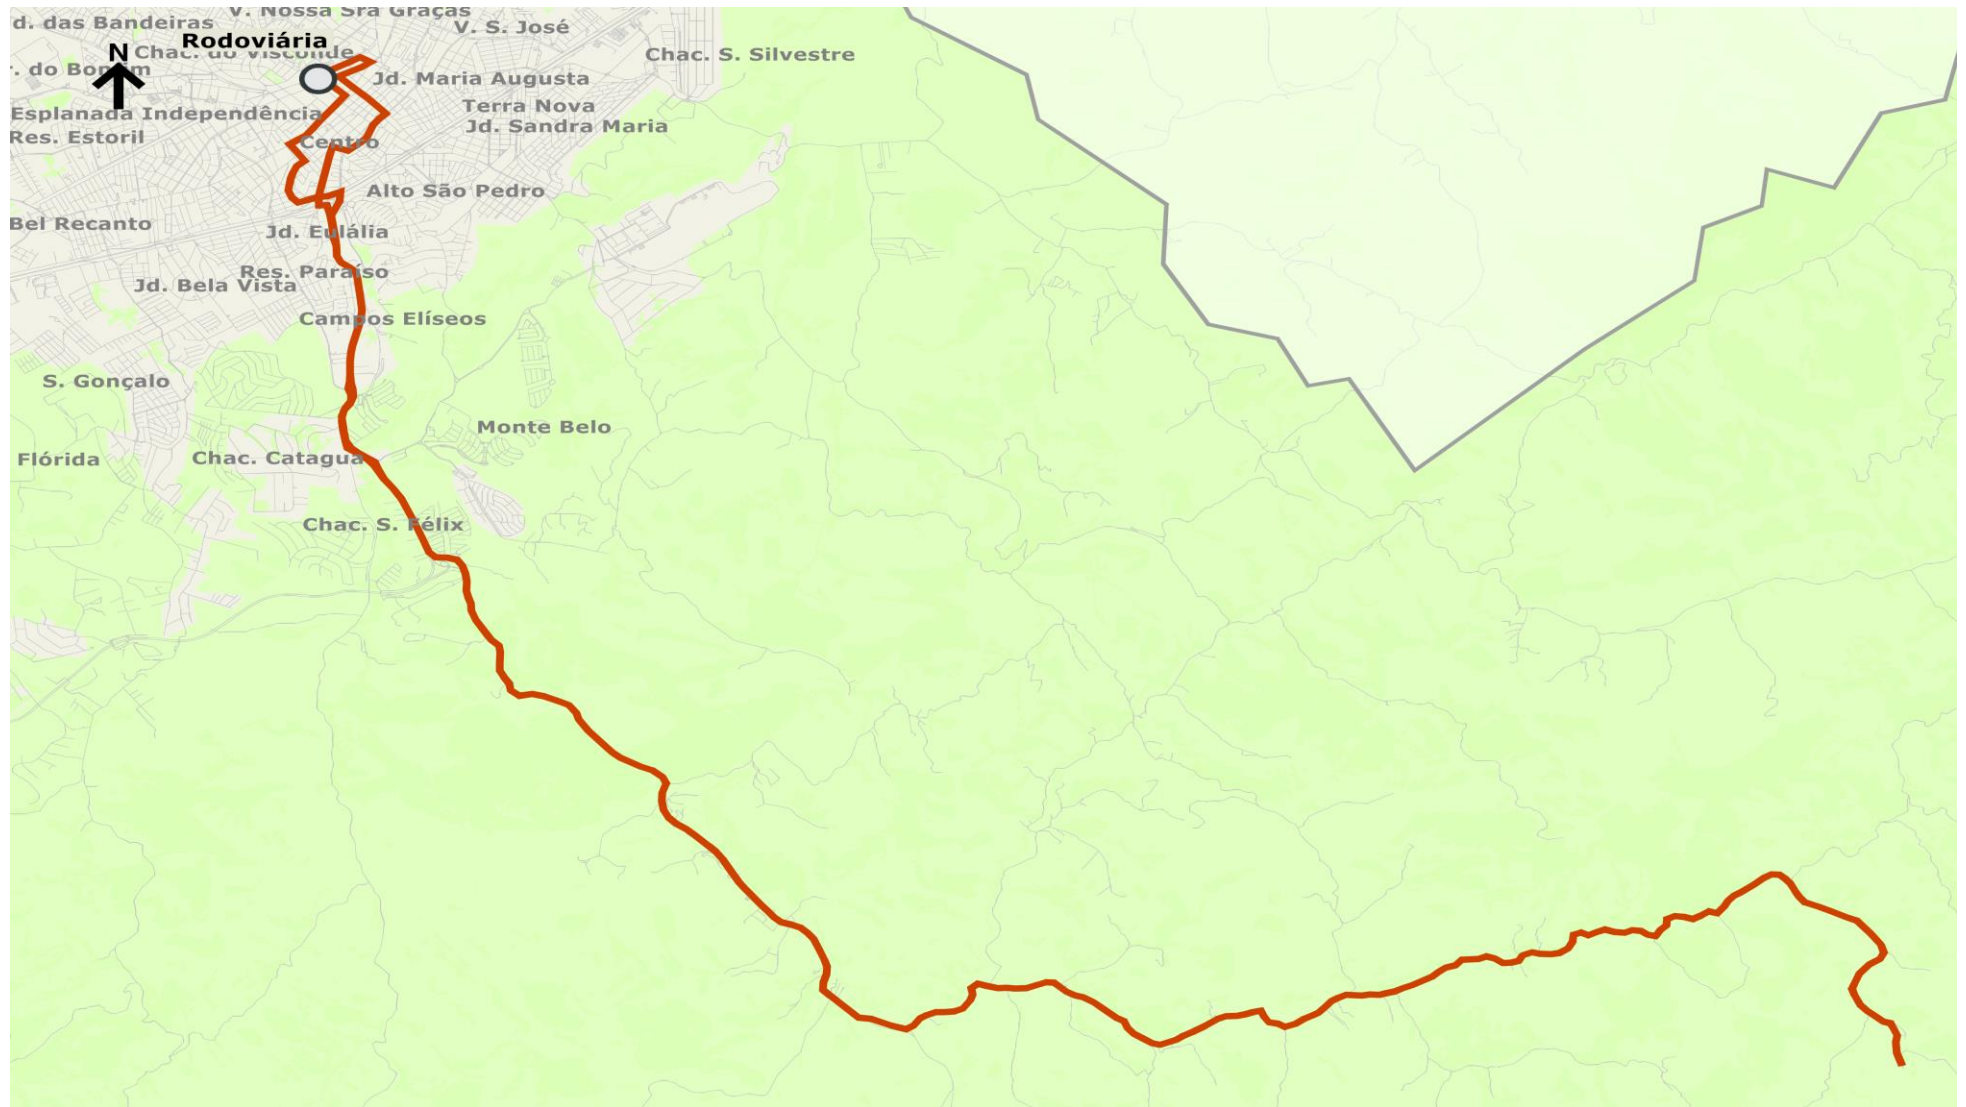 V. Nossa Sra Graças
d. das Bandeiras
V. S. José
Rodoviária
N
Chac. do Visconde
Chac. S. Silvestre
r. do Bonfim
Jd. Maria Augusta
Terra Nova
Esplanada Independência
Jd. Sandra Maria
Res. Estoril
Centro
Alto São Pedro
Bel Recanto
Jd. Eulália
Res. Paraíso
Jd. Bela Vista
Campos Elíseos
S. Gonçalo
Monte Belo
Flórida
Chac. Catagua
Chac. S. Félix